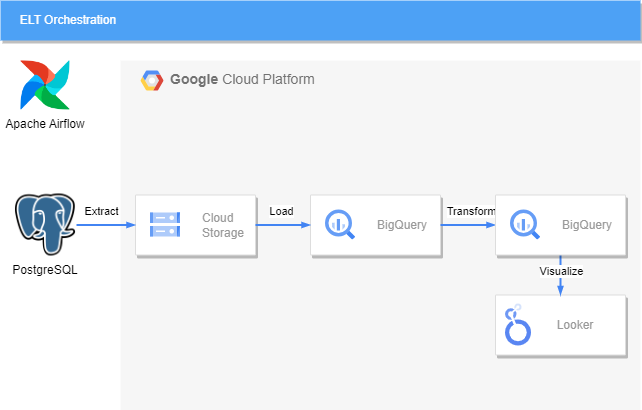 ELT Orchestration
Google Cloud Platform
Apache Airflow
Extract
Cloud
Storage
Load
BigQuery
Transform
BigQuery
PostgreSQL
Visualize
Looker